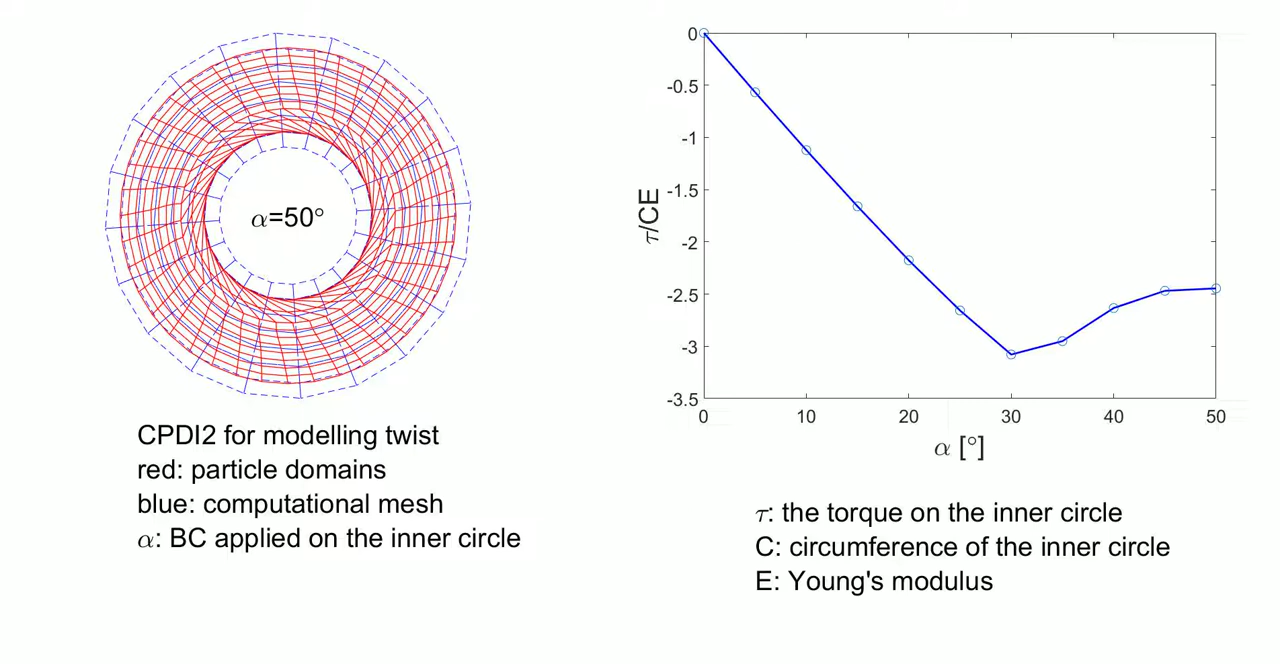 α=50°
CPDI2 for modelling twist
red: particle domains
blue: computational mesh
α: BC applied on the inner circle
0
-0.5
-1
-1.5
-2
-2.5
-3
-3.5
τ/CE
0 10 20 30 40 50
α [°]
τ: the torque on the inner circle
C: circumference of the inner circle
E: Young's modulus